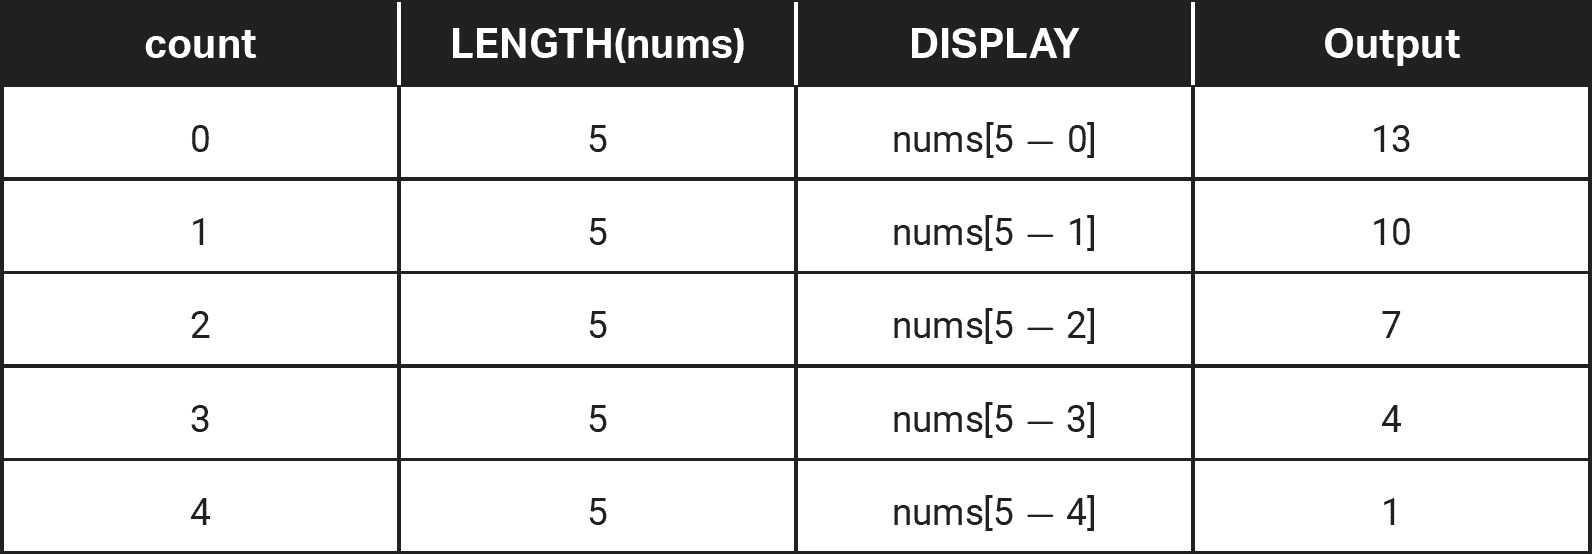 count LENGTH(nums) DISPLAY Output
0 5 nums[5 — 0] 13
1 5 nums[5 — 1] 10
2 5 nums[5 — 2] 7
3 5 nums[5 — 3] 4
4 5 nums[5 — 4] 1